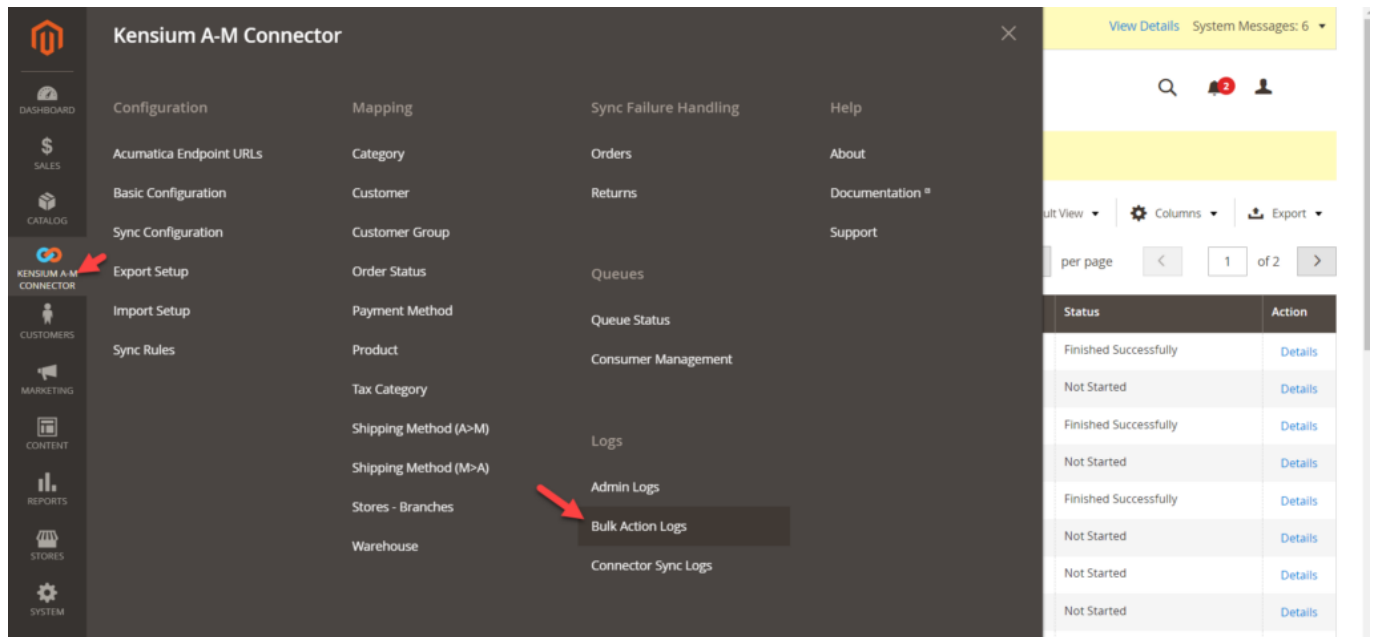 Kensium A-M Connector
View Details System Messages: 6
2
DASHBOARD
SALES
CATALOG
KENSIUM A-M
CONNECTOR
CUSTOMERS
MARKETING
CONTENT
REPORTS
STORES
SYSTEM
Configuration
Acumatica Endpoint URLs
Basic Configuration
Sync Configuration
Export Setup
Import Setup
Sync Rules
Mapping
Category
Customer
Customer Group
Order Status
Payment Method
Product
Tax Category
Shipping Method (A>M)
Shipping Method (M>A)
Stores - Branches
Warehouse
Sync Failure Handling
Orders
Returns
Queues
Queue Status
Consumer Management
Logs
Admin Logs
Bulk Action Logs
Connector Sync Logs
Help
About
Documentation
Support
ult View Columns Export
per page 1 of 2
Status Action
Finished Successfully Details
Not Started Details
Finished Successfully Details
Not Started Details
Finished Successfully Details
Not Started Details
Not Started Details
Not Started Details